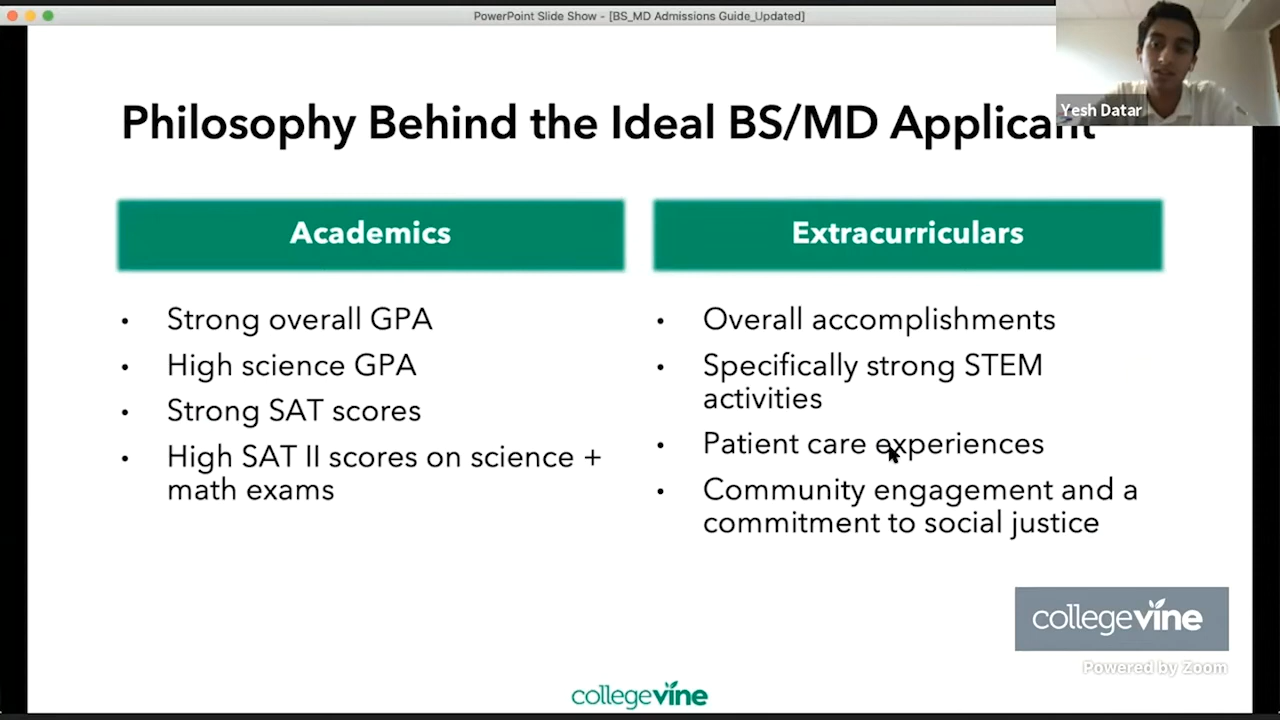 PowerPoint Slide Show - [BS_MD Admissions Guide_Updated]
Yesh Datar
Philosophy Behind the Ideal BS/MD Applicant
Academics
• Strong overall GPA
• High science GPA
• Strong SAT scores
• High SAT II scores on science +
math exams
Extracurriculars
• Overall accomplishments
• Specifically strong STEM
activities
• Patient care experiences
• Community engagement and a
commitment to social justice
collegevine
Powered by Zoom
collegevine